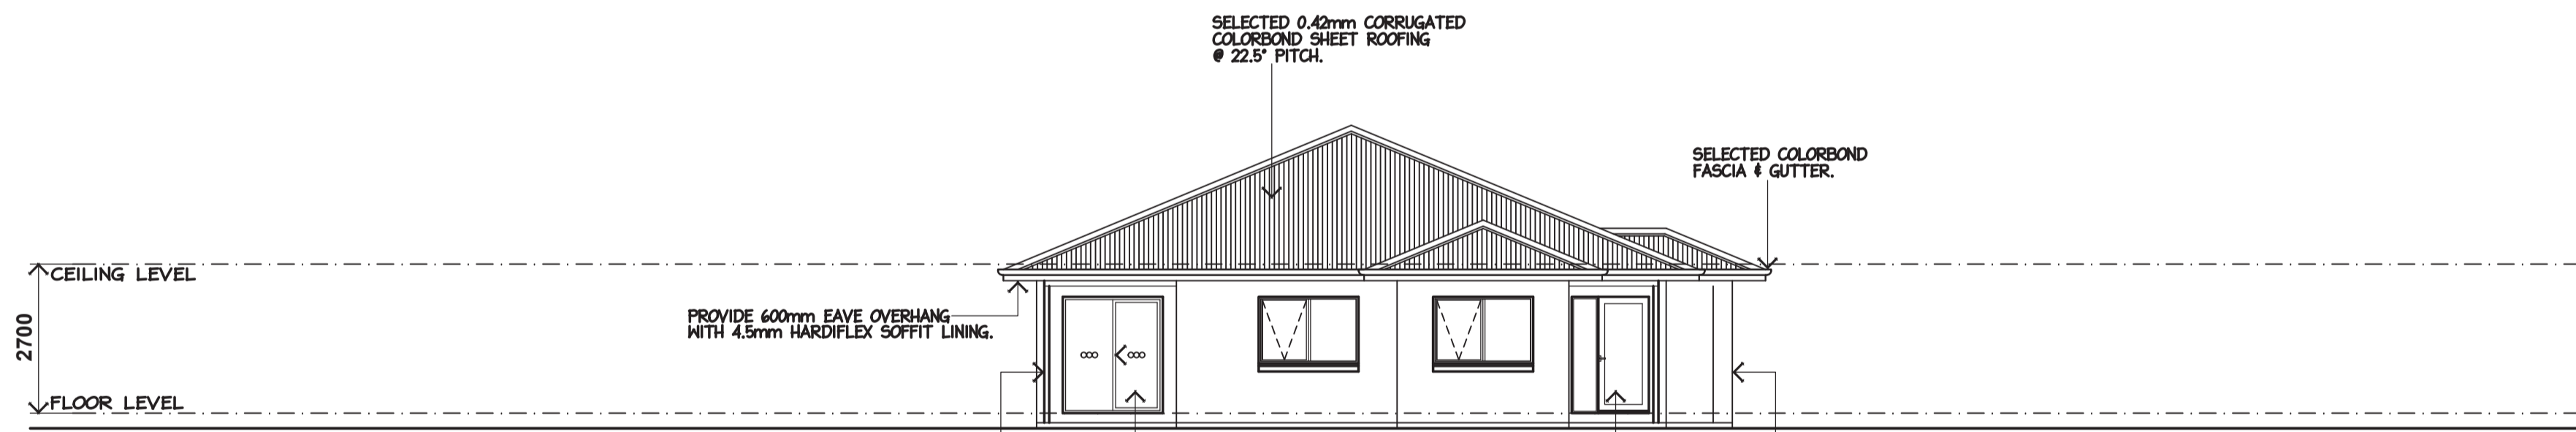 SELECTED 0.42mm CORRUGATED
COLORBOND SHEET ROOFING
@ 22.5° PITCH.
SELECTED COLORBOND
FASCIA & GUTTER.
CEILING LEVEL
PROVIDE 600mm EAVE OVERHANG
WITH 4.5mm HARDIFLEX SOFFIT LINING.
2700
FLOOR LEVEL